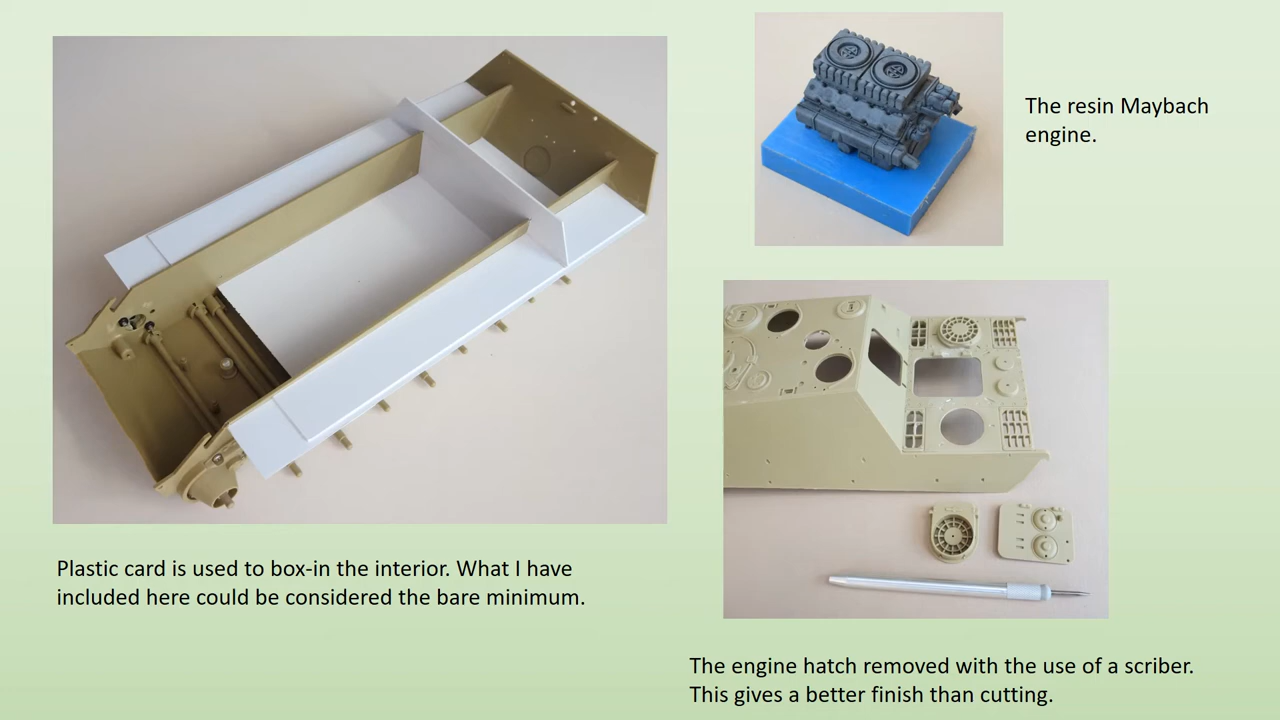 The resin Maybach
engine.
Plastic card is used to box-in the interior. What I have
included here could be considered the bare minimum.
The engine hatch removed with the use of a scriber.
This gives a better finish than cutting.